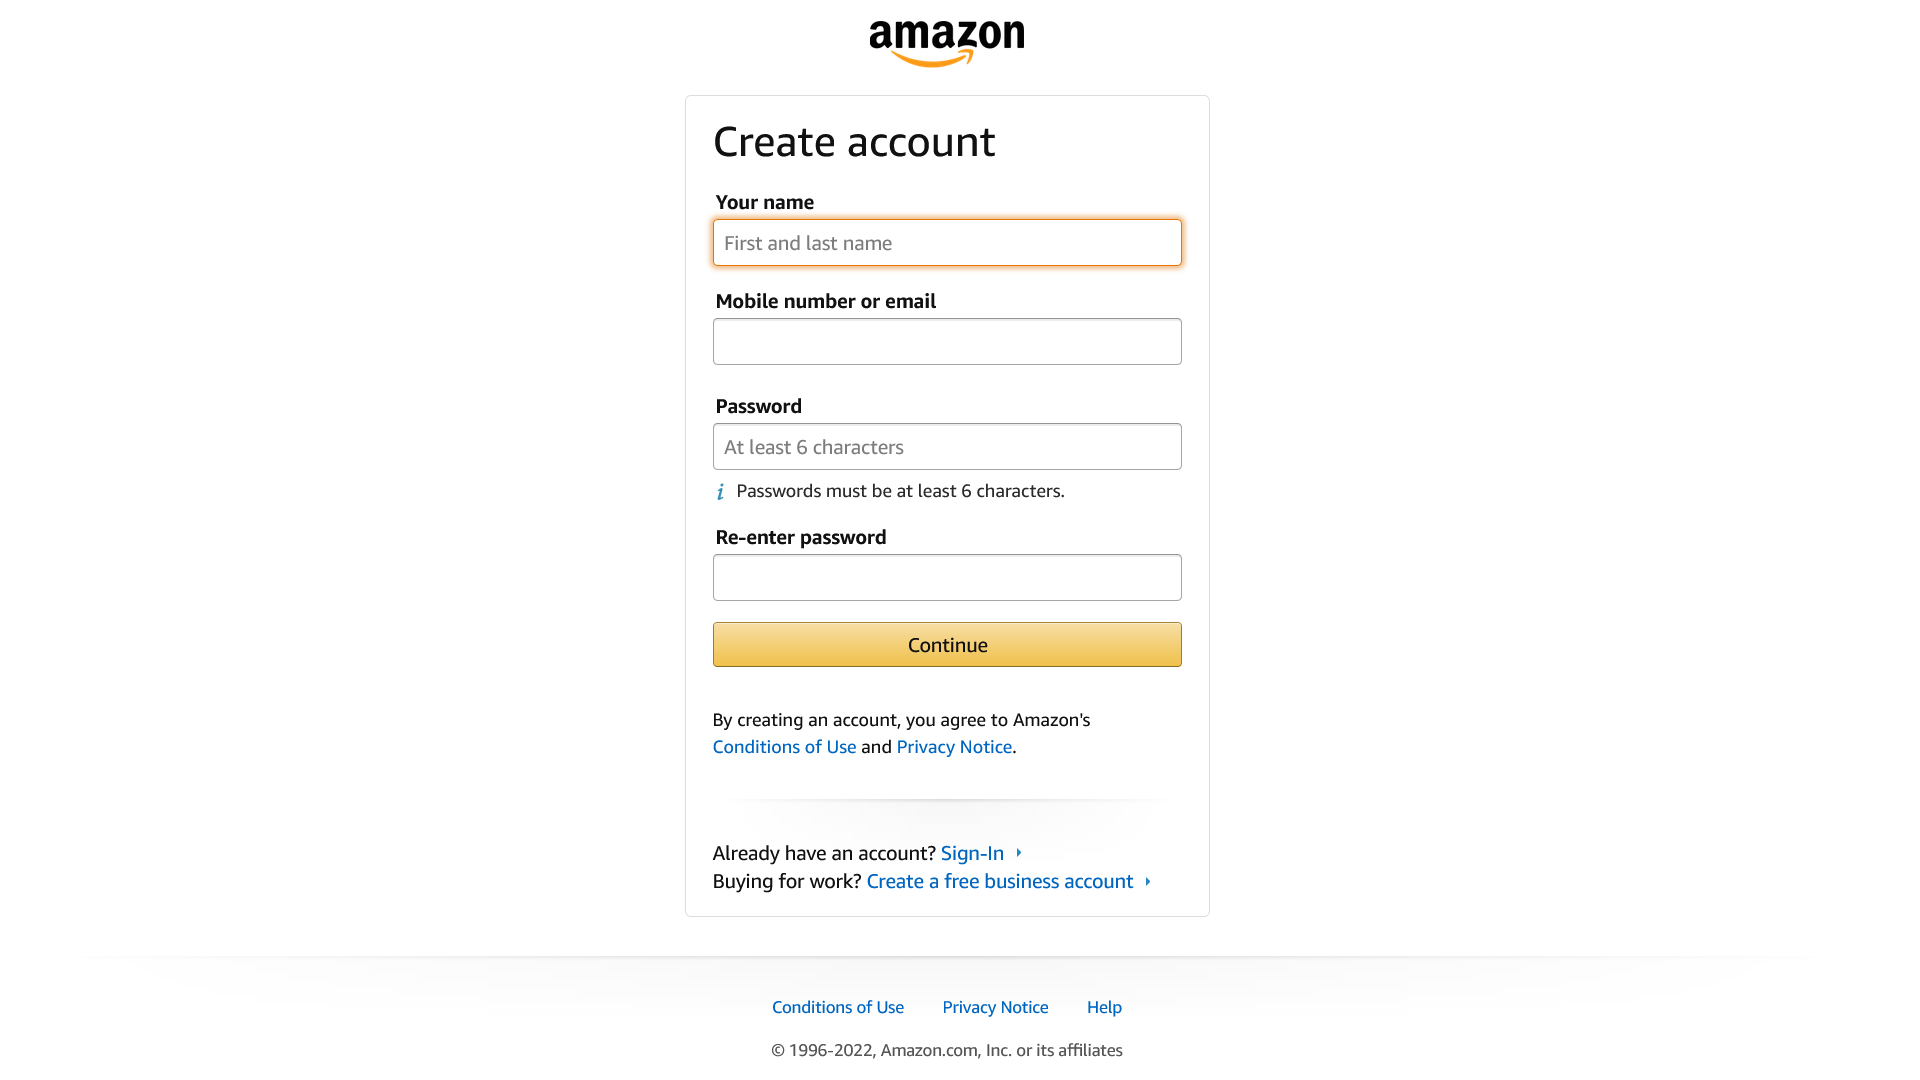 amazon
Create account
Your name
First and last name
Mobile number or email
Password
At least 6 characters
i Passwords must be at least 6 characters.
Re-enter password
Continue
By creating an account, you agree to Amazon's
Conditions of Use and Privacy Notice.
Already have an account? Sign-In
Buying for work? Create a free business account
Conditions of Use Privacy Notice Help
© 1996-2022, Amazon.com, Inc. or its affiliates